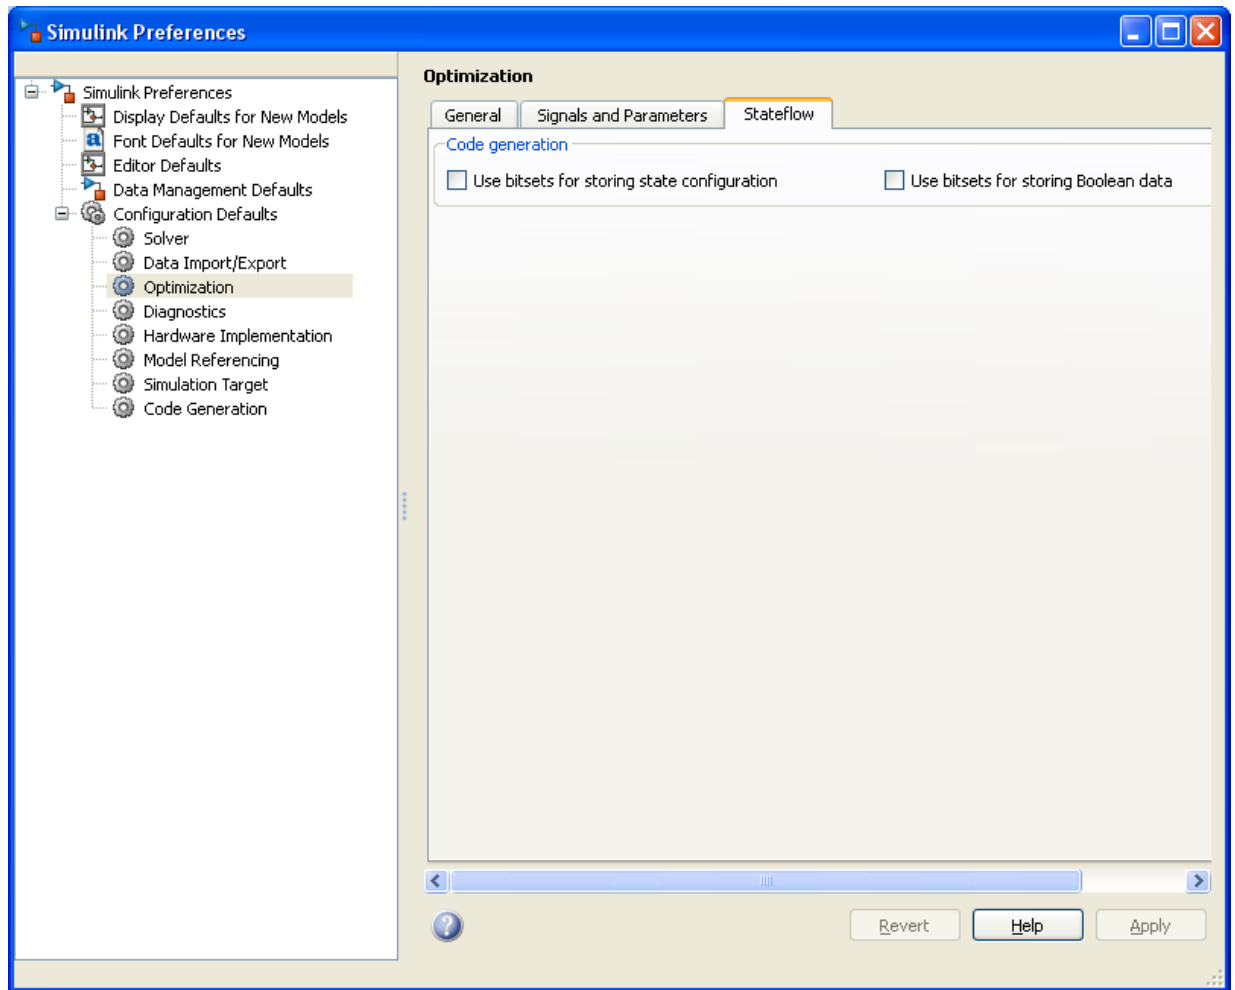 Simulink Preferences
Simulink Preferences
Display Defaults for New Models
a Font Defaults for New Models
Editor Defaults
Data Management Defaults
Configuration Defaults
Solver
Data Import/Export
Optimization
Diagnostics
Hardware Implementation
Model Referencing
Simulation Target
Code Generation
Optimization
General Signals and Parameters Stateflow
Code generation
Use bitsets for storing state configuration Use bitsets for storing Boolean data
? Revert Help Apply